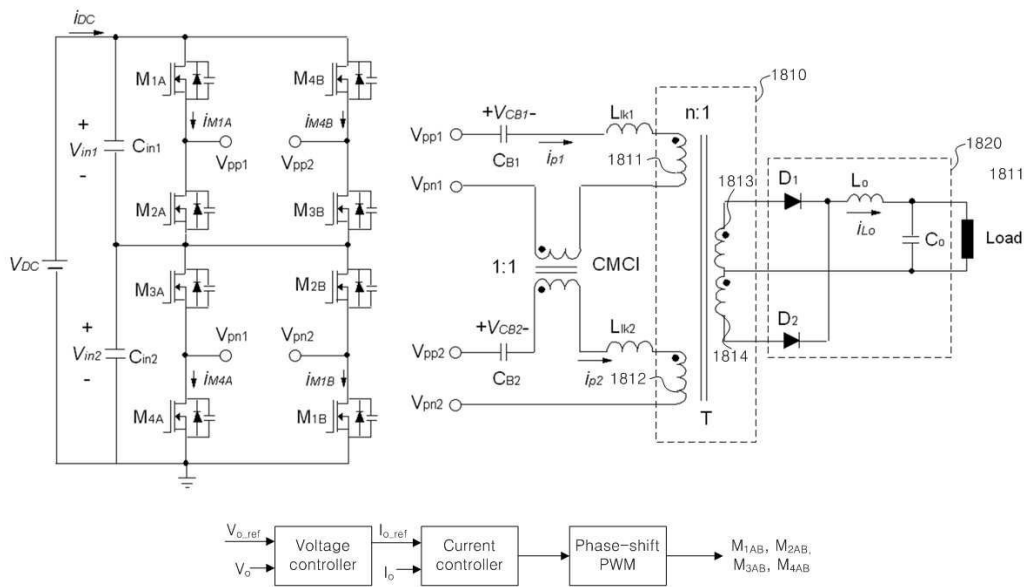 iDC
M1A
M4B
iM1A
iM4B
+
Vin1
-
Cin1
Vpp1
Vpp2
M2A
M3B
VDC
M3A
M2B
+
Vin2
-
Cin2
Vpn1
Vpn2
iM4A
iM1B
M4A
M1B
Vpp1
+VCB1-
CB1
ip1
Llk1
1811
Vpn1
1:1
CMCI
Vpp2
+VCB2-
CB2
Llk2
ip2
1812
Vpn2
1810
n:1
1813
1814
T
1820
1811
D1
Lo
iLo
Co
Load
D2
Vo_ref
Vo
Voltage
controller
Io_ref
Io
Current
controller
Phase-shift
PWM
M1AB, M2AB,
M3AB, M4AB